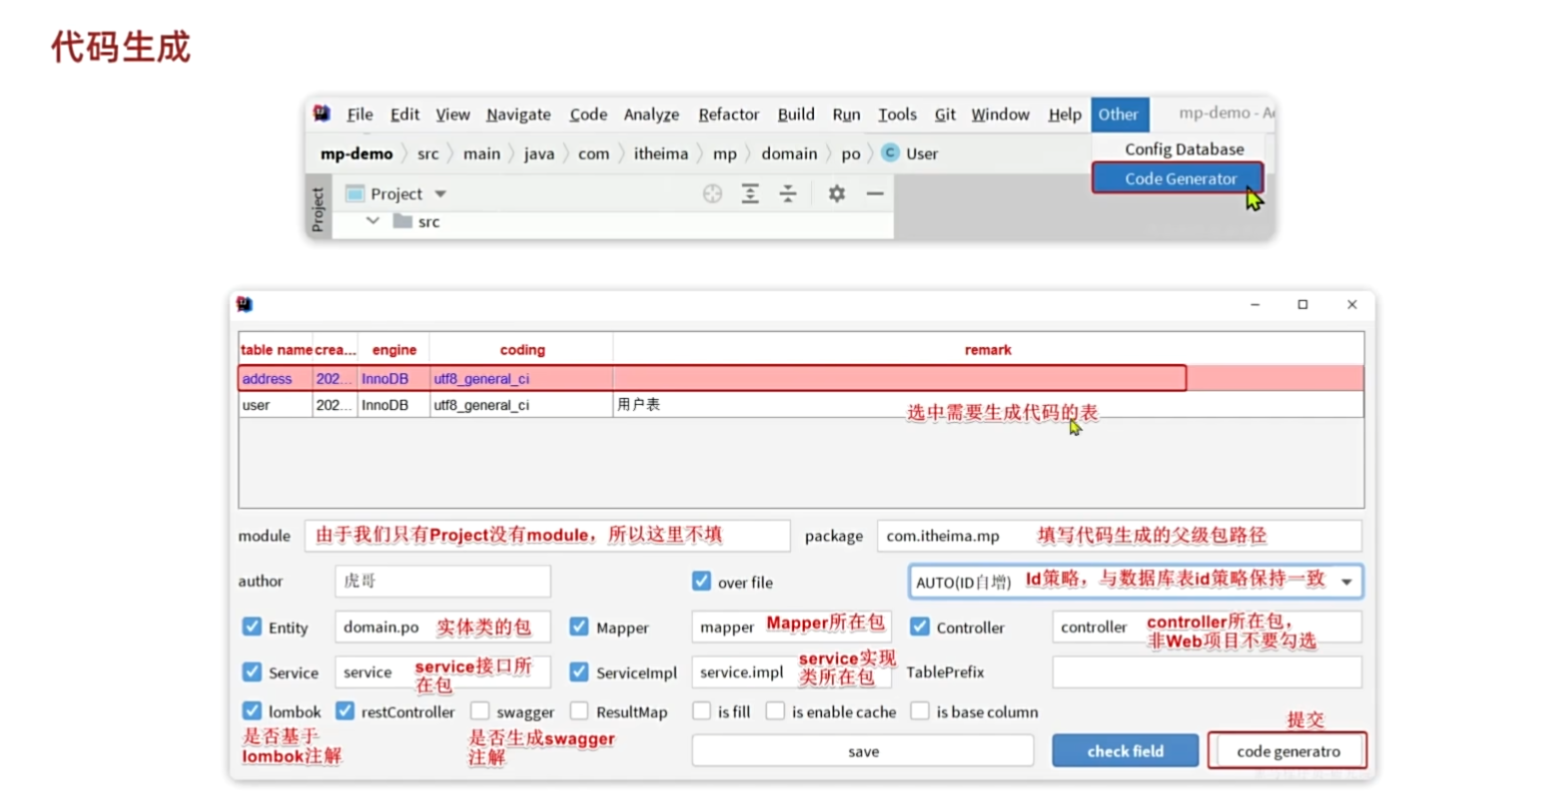 代码生成
File Edit View Navigate Code Analyze Refactor Build Run Tools Git Window Help Other mp-demo - A
Config Database
mp-demo src main java com itheima mp domain po C User
Code Generator
Project
Project
src
table name crea... engine coding remark
address 202... InnoDB utf8_general_ci
user 202... InnoDB utf8_general_ci 用户表
选中需要生成代码的表
module 由于我们只有Project没有module，所以这里不填 package com.itheima.mp 填写代码生成的父级包路径
author 虎哥 over file AUTO(ID自增) Id策略，与数据库表id策略保持一致
Entity domain.po 实体类的包 Mapper mapper Mapper所在包 Controller controller controller所在包，
非Web项目不要勾选
Service service service接口所
在包
ServiceImpl service.impl service实现
类所在包
TablePrefix
lombok restController swagger ResultMap is fill is enable cache is base column
是否基于
lombok注解
是否生成swagger
注解
提交
save check field code generatro